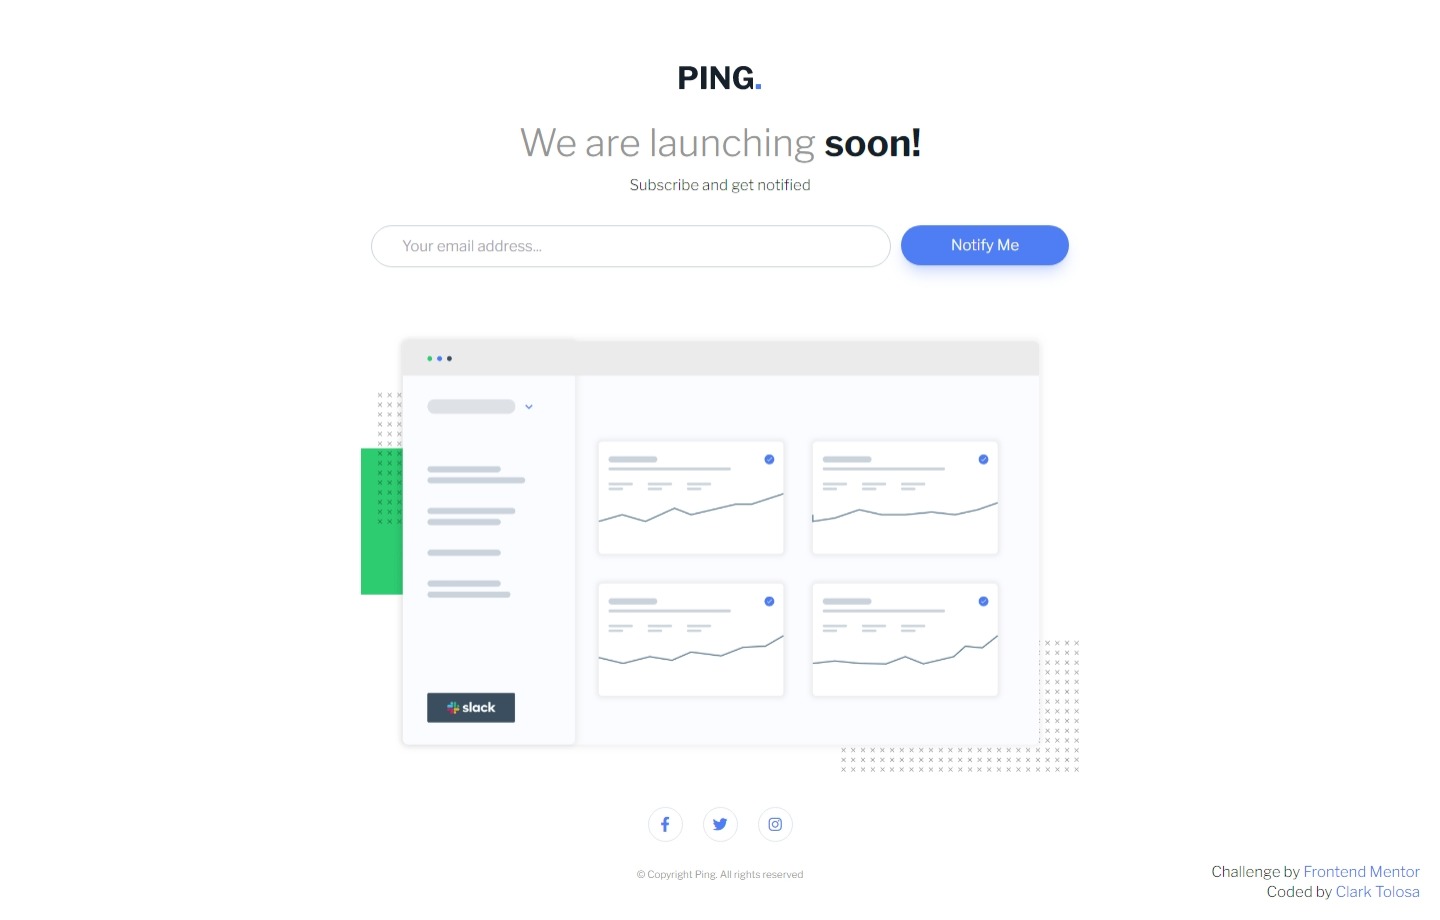 PING.
We are launching soon!
Subscribe and get notified
Your email address...
Notify Me
slack
© Copyright Ping. All rights reserved
Challenge by Frontend Mentor
Coded by Clark Tolosa